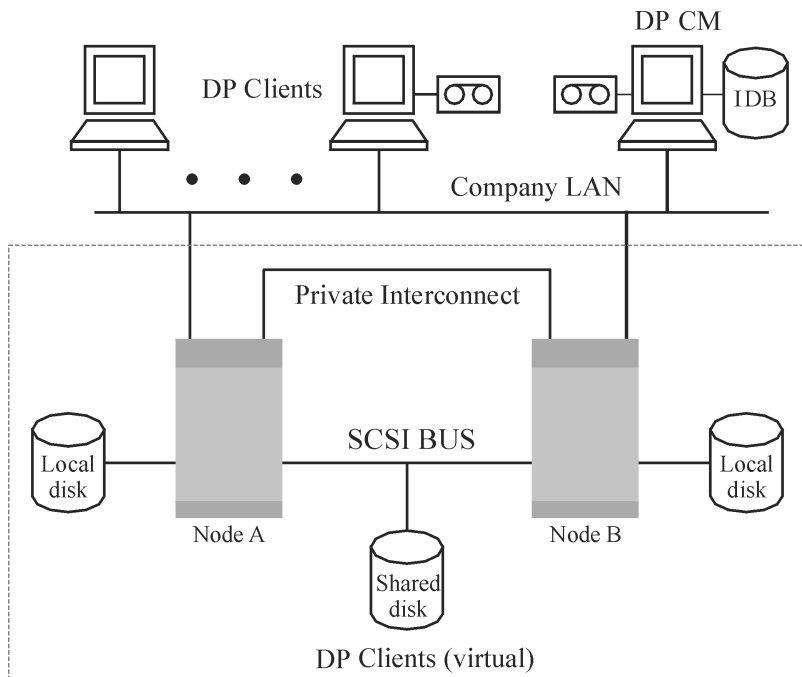 DP CM
DP Clients
IDB
Company LAN
Private Interconnect
SCSI BUS
Local
disk
Local
disk
Node A
Node B
Shared
disk
DP Clients (virtual)